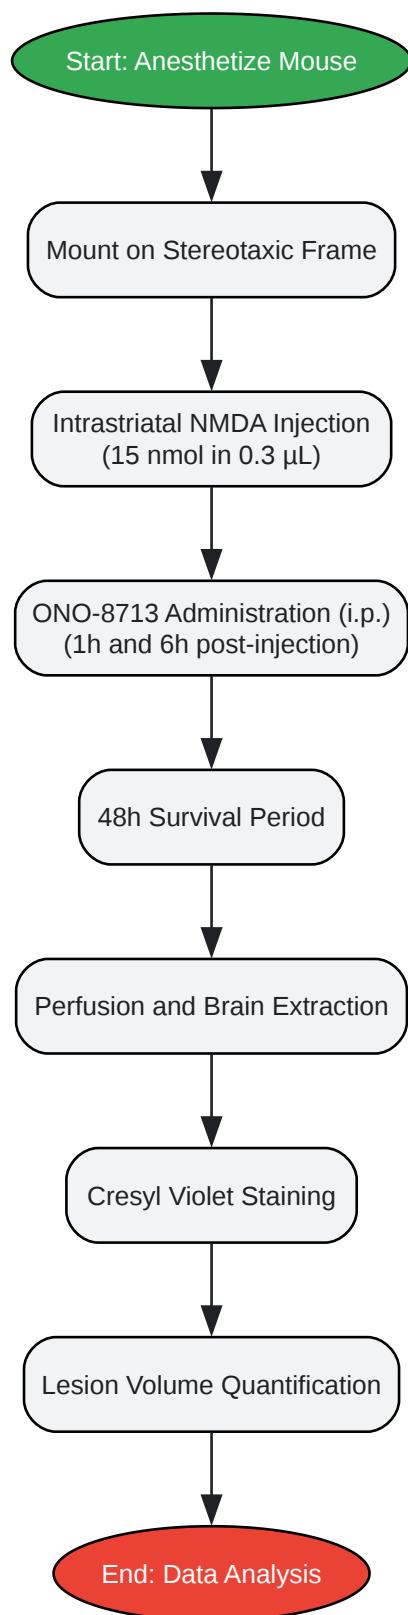 Start: Anesthetize Mouse
Mount on Stereotaxic Frame
Intrastriatal NMDA Injection
(15 nmol in 0.3 µL)
ONO-8713 Administration (i.p.)
(1h and 6h post-injection)
48h Survival Period
Perfusion and Brain Extraction
Cresyl Violet Staining
Lesion Volume Quantification
End: Data Analysis